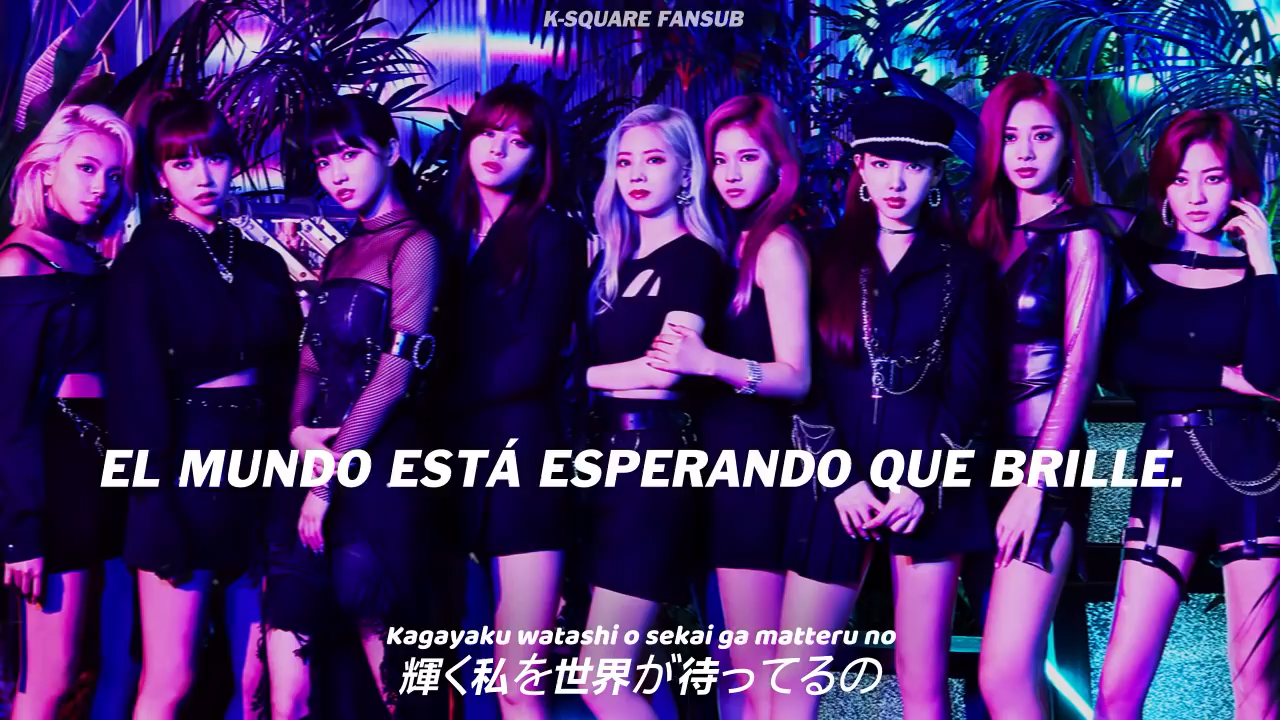 K-SQUARE FANSUB
EL MUNDO ESTÁ ESPERANDO QUE BRILLE.
Kagayaku watashi o sekai ga matteru no
輝く私を世界が待ってるの